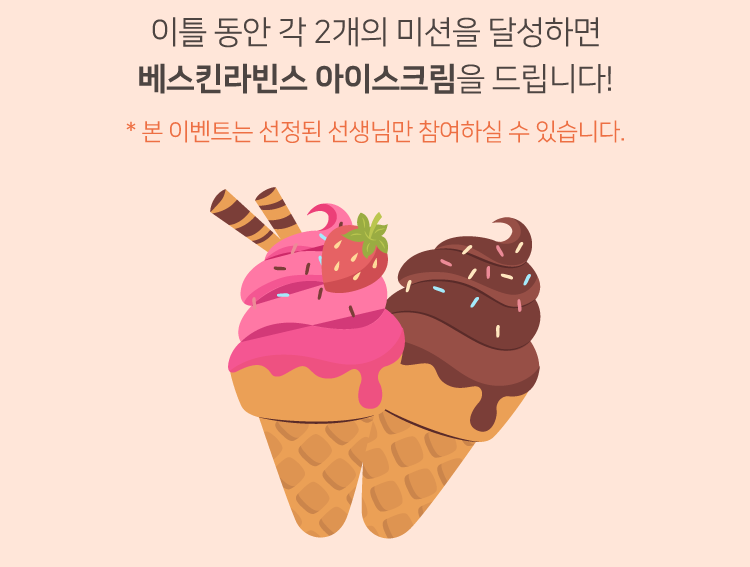 이틀 동안 각 2개의 미션을 달성하면
베스킨라빈스 아이스크림을 드립니다!
* 본 이벤트는 선정된 선생님만 참여하실 수 있습니다.